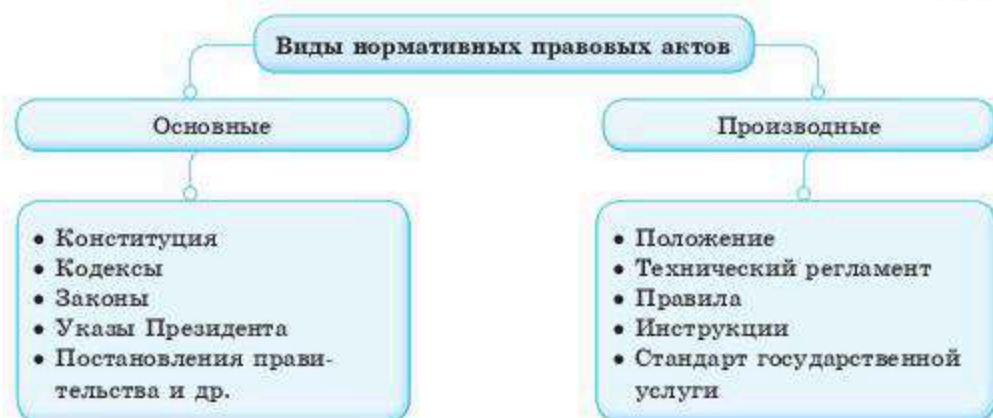 Виды нормативных правовых актов
Основные
• Конституция
• Кодексы
• Законы
• Указы Президента
• Постановления прави-
тельства и др.
Производные
• Положение
• Технический регламент
• Правила
• Инструкции
• Стандарт государственной
услуги